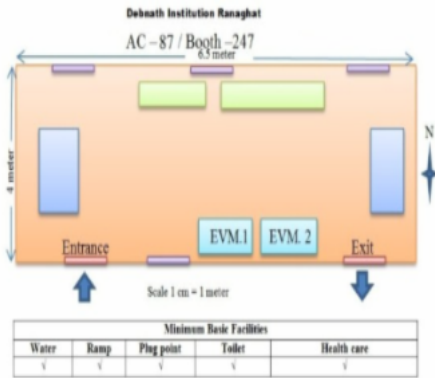 Debnath Institution Ranaghat
AC – 87 / Booth –247
6.5 meter
4 meter
N
EVM.1 EVM. 2
Entrance Exit
Scale 1 cm = 1 meter
Minimum Basic Facilities
Water Ramp Plug point Toilet Health care
√ √ √ √ √